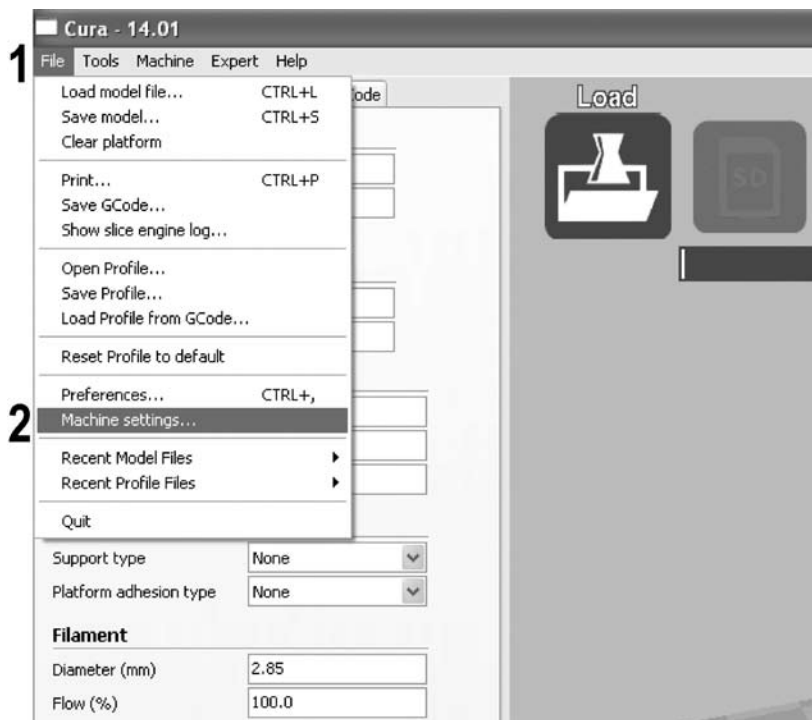 Cura - 14.01
1
File Tools Machine Expert Help
Load model file... CTRL+L
Save model... CTRL+S
Clear platform
Print... CTRL+P
Save GCode...
Show slice engine log...
Open Profile...
Save Profile...
Load Profile from GCode...
Reset Profile to default
Preferences... CTRL+,
2
Machine settings...
Recent Model Files
Recent Profile Files
Quit
ode
Load
SD
Support type None
Platform adhesion type None
Filament
Diameter (mm) 2.85
Flow (%) 100.0